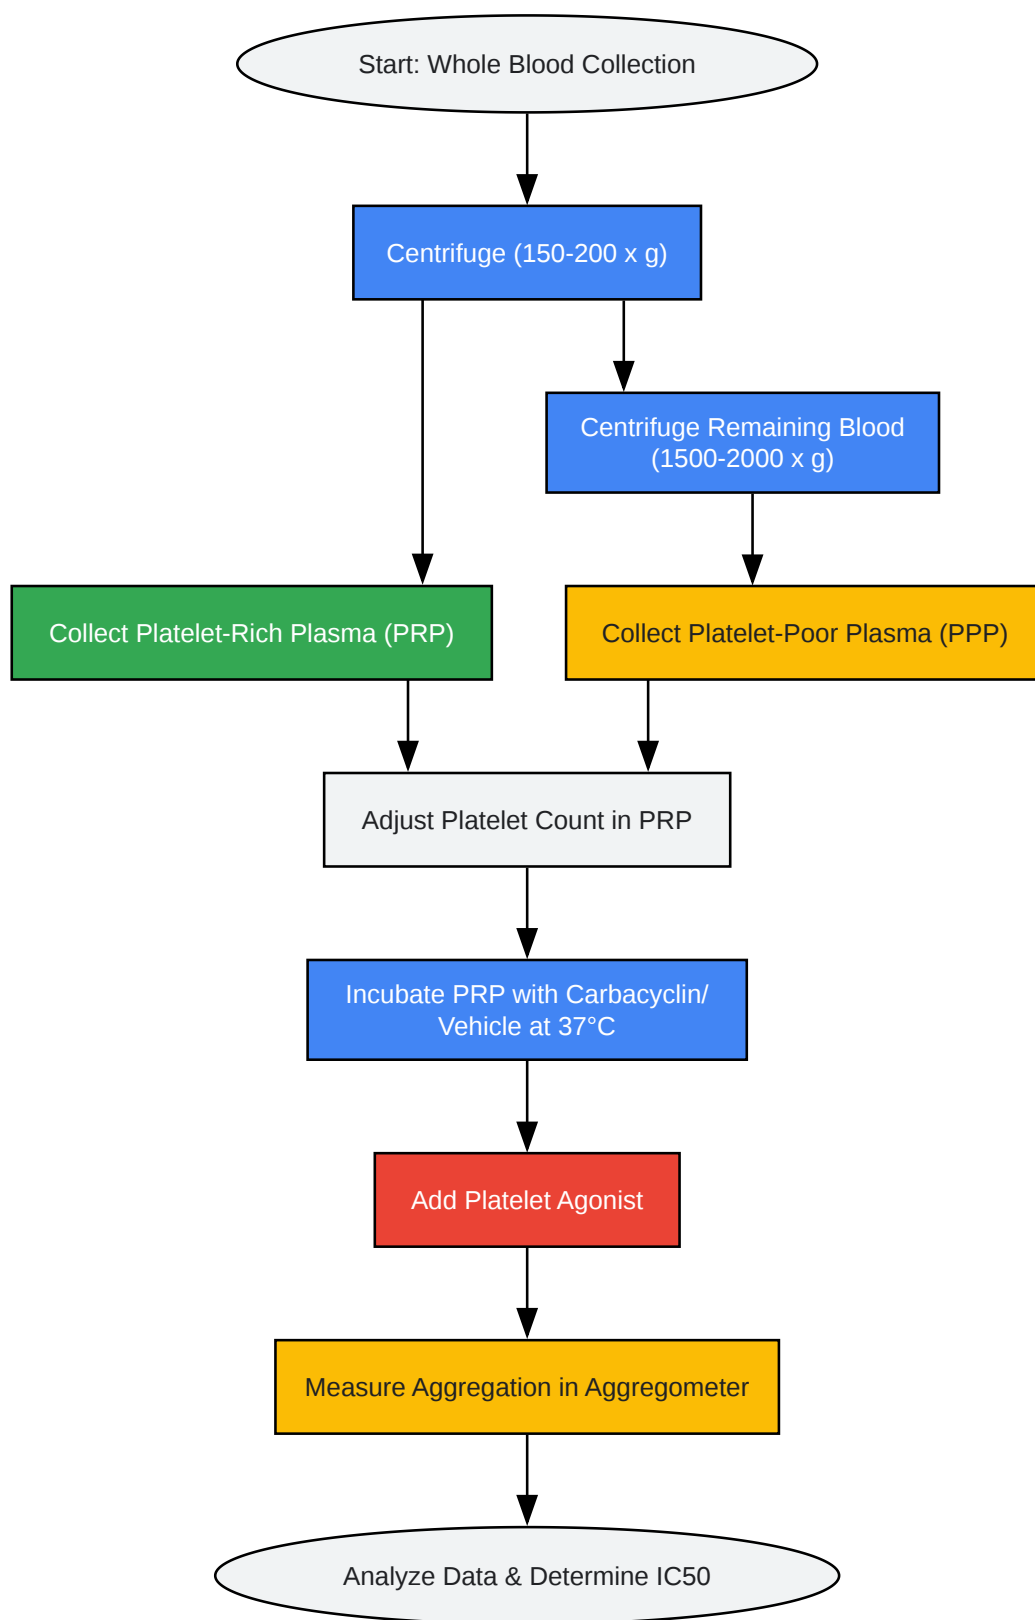 Start: Whole Blood Collection
Centrifuge (150-200 x g)
Centrifuge Remaining Blood
(1500-2000 x g)
Collect Platelet-Rich Plasma (PRP)
Collect Platelet-Poor Plasma (PPP)
Adjust Platelet Count in PRP
Incubate PRP with Carbacyclin/
Vehicle at 37°C
Add Platelet Agonist
Measure Aggregation in Aggregometer
Analyze Data & Determine IC50